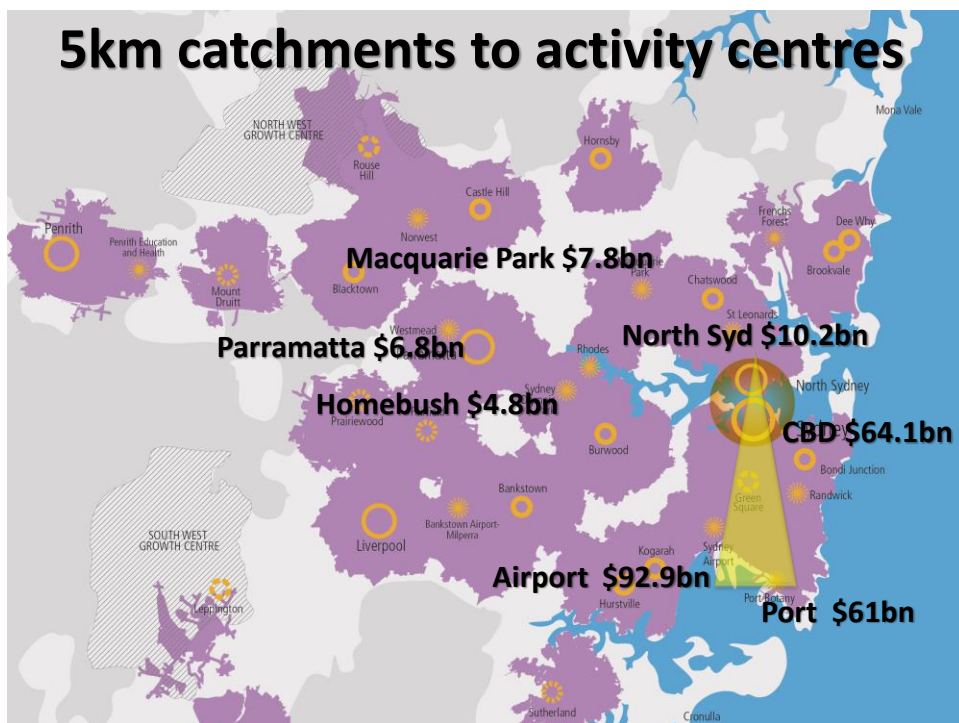 5km catchments to activity centres
Mona Vale
NORTH WEST
GROWTH CENTRE
Hornsby
Rouse
Hill
Castle Hill
Penrith
Penrith Education
and Health
Norwest
Frenchs
Forest
Dee Why
Macquarie Park $7.8bn
Park
Brookvale
Mount
Druitt
Blacktown
Chatswood
St Leonards
Westmead
North Syd $10.2bn
Parramatta $6.8bn
Rhodes
North Sydney
Sydney
Homebush $4.8bn
Prairiewood
CBD $64.1bn
Burwood
Bondi Junction
Bankstown
Green
Square
Randwick
Bankstown Airport-
Milperra
Liverpool
SOUTH WEST
GROWTH CENTRE
Sydney
Airport
Kogarah
Airport $92.9bn
Hurstville
Port Botany
Leppington
Port $61bn
Sutherland
Cronulla